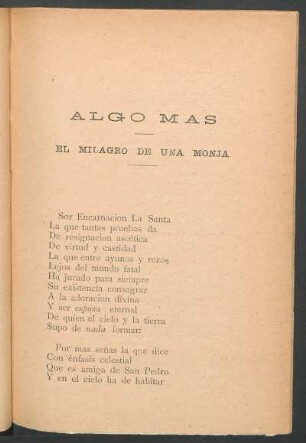 ALGO MAS
EL MILAGRO DE UNA MONJA
Sor Encarnacion La Santa
La que tantas pruebas da
De resignacion ascética
De virtud y castidad
La que entre ayunos y rezos
Lejos del mundo fatal
Ha jurado para siempre
Su existencia consagrar
A la adoracion divina
Y ser esposa eternal
De quien el cielo y la tierra
Supo de nada formar:
Por mas señas la que dice
Con énfasis celestial
Que es amiga de San Pedro
Y en el cielo ha de habitar